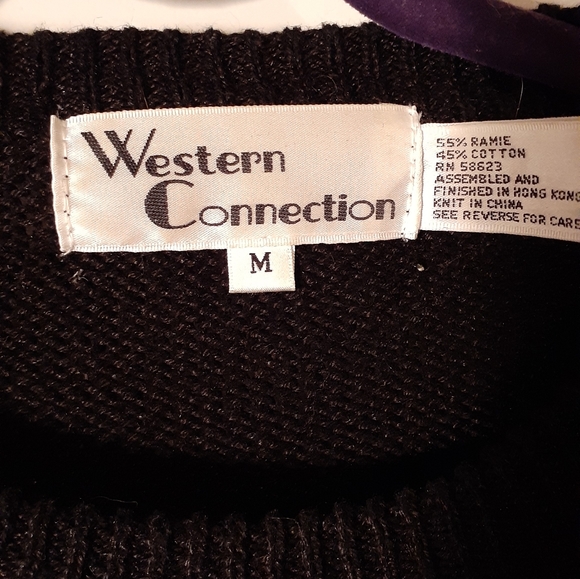 Western
Connection
M
55% RAMIE
45% COTTON
RN 58623
ASSEMBLED AND
FINISHED IN HONG KONG
KNIT IN CHINA
SEE REVERSE FOR CARE